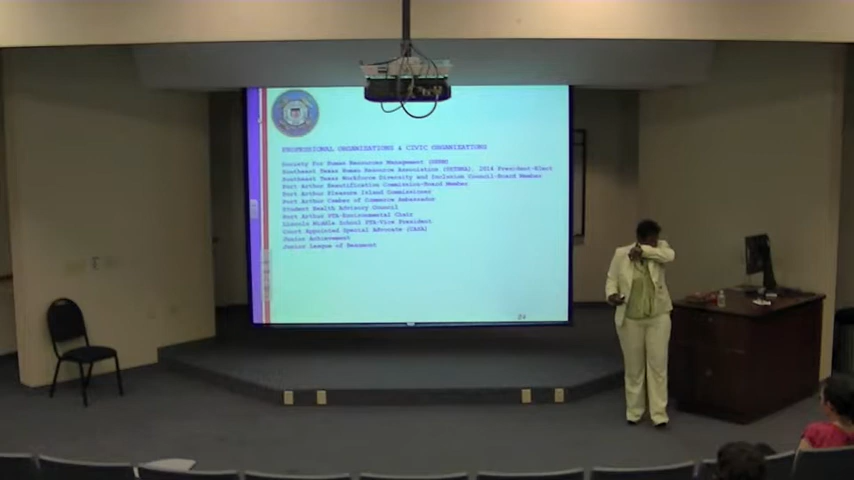 PROFESSIONAL ORGANIZATIONS & CIVIC ORGANIZATIONS
Society For Human Resources Management (SHRM)
Southeast Texas Human Resource Association (SETHRA), 2014 President-Elect
Southeast Texas Workforce Diversity and Inclusion Council-Board Member
Port Arthur Beautification Commission-Board Member
Port Arthur Pleasure Island Commissioner
Port Arthur Chamber of Commerce Ambassador
Student Health Advisory Council
Port Arthur PTA-Environmental Chair
Lincoln Middle School PTA-Vice President
Court Appointed Special Advocate (CASA)
Junior Achievement
Junior League of Beaumont
24